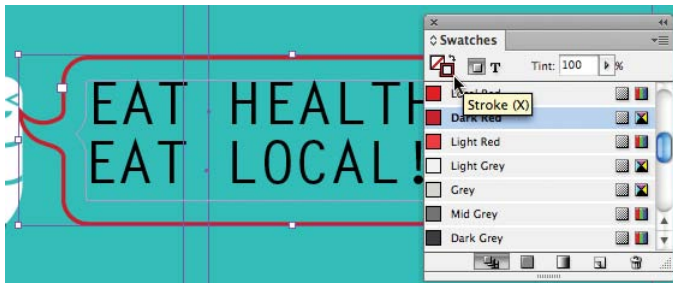 EAT HEALTH
EAT LOCAL!
Swatches
T Tint: 100 %
Stroke (X)
Dark Red
Light Red
Light Grey
Grey
Mid Grey
Dark Grey